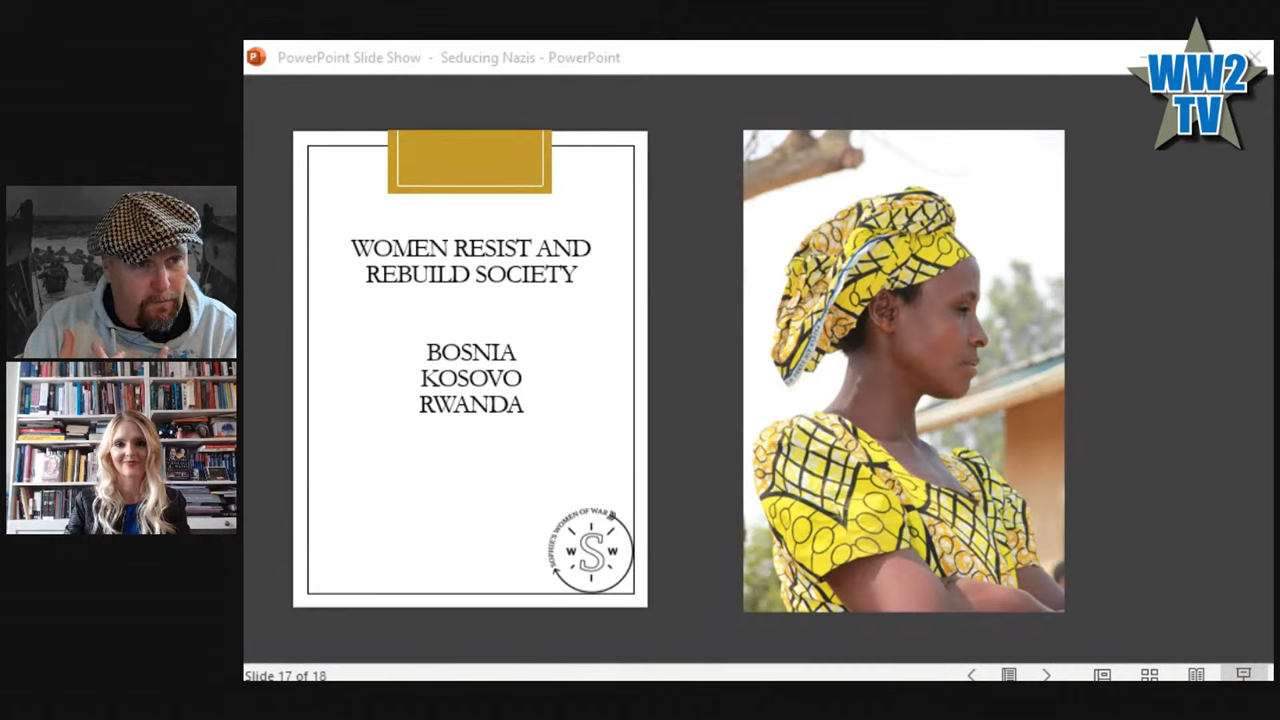 PowerPoint Slide Show - Seducing Nazis - PowerPoint
WW2
TV
WOMEN RESIST AND
REBUILD SOCIETY
BOSNIA
KOSOVO
RWANDA
SOPHIE'S WOMEN OF WAR
W S W
Slide 17 of 18